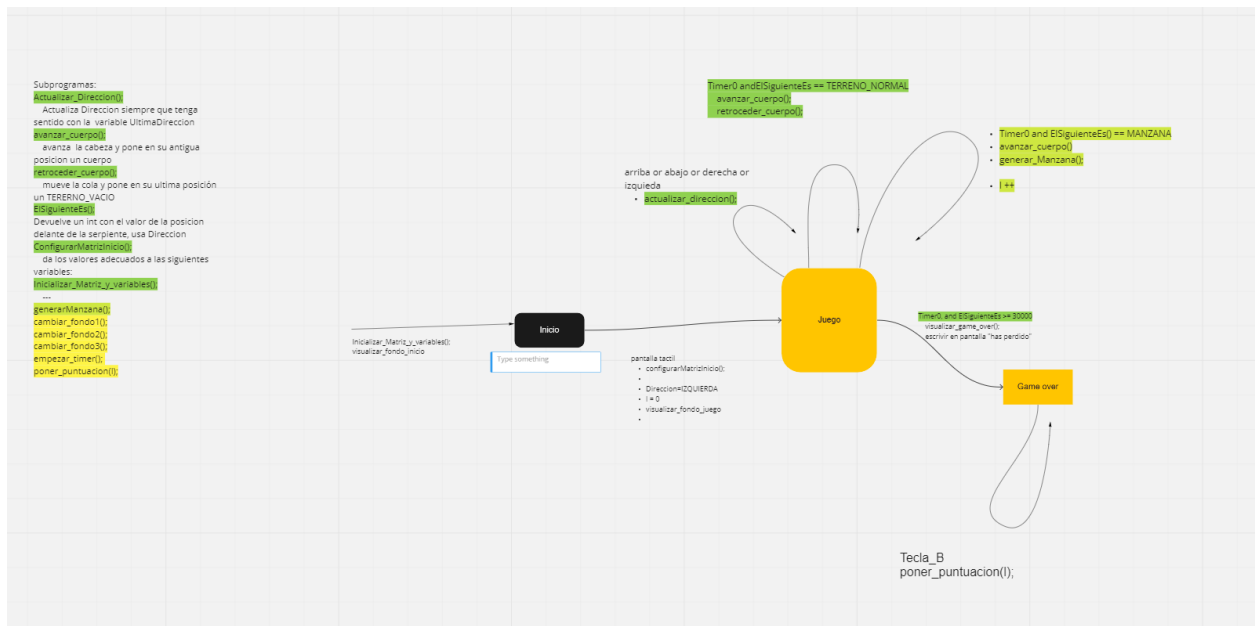 Subprogramas:
Actualizar_Direccion();
Actualiza Direccion siempre que tenga
sentido con la variable UltimaDireccion
avanzar_cuerpo();
avanza la cabeza y pone en su antigua
posicion un cuerpo
retroceder_cuerpo();
mueve la cola y pone en su ultima posición
un TERERNO_VACIO
ElSiguienteEs();
Devuelve un int con el valor de la posicion
delante de la serpiente, usa Direccion
ConfigurarMatrizInicio();
da los valores adecuados a las siguientes
variables:
Inicializar_Matriz_y_variables();
---
generarManzana();
cambiar_fondo1();
cambiar_fondo2();
cambiar_fondo3();
empezar_timer();
poner_puntuacion(l);
Timer0 andElSiguienteEs == TERRENO_NORMAL
avanzar_cuerpo();
retroceder_cuerpo();
• Timer0 and ElSiguienteEs() == MANZANA
• avanzar_cuerpo()
• generar_Manzana();
• l ++
arriba or abajo or derecha or
izquieda
• actualizar_direccion();
Inicio
Inicializar_Matriz_y_variables();
visualizar_fondo_inicio
Type something
pantalla tactil
• configurarMatrizInicio();
•
• Direccion=IZQUIERDA
• l = 0
• visualizar_fondo_juego
•
Juego
Timer0, and ElSiguienteEs >= 30000
visualizar_game_over();
escrivir en pantalla "has perdido"
Game over
Tecla_B
poner_puntuacion(l);